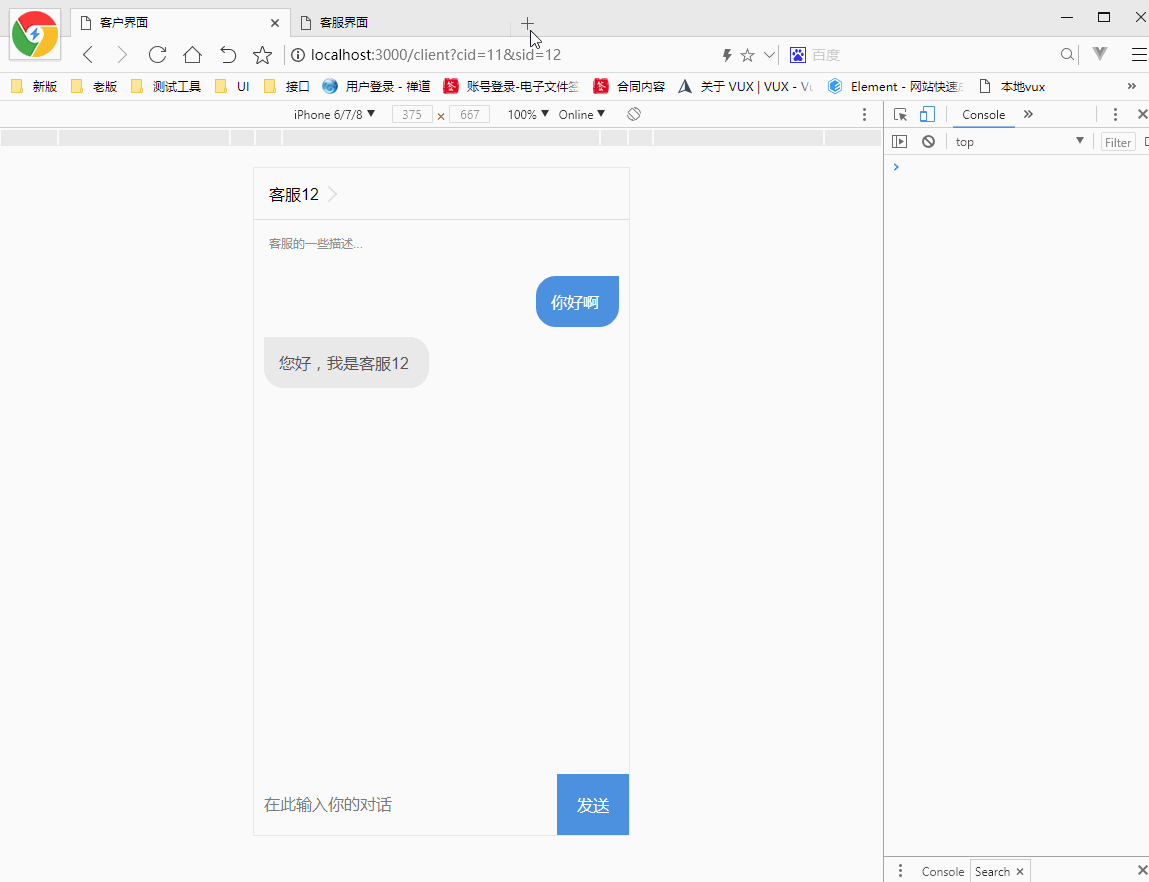 客户界面
客服界面
localhost:3000/client?cid=11&sid=12
百度
新版
老版
测试工具
UI
接口
用户登录 - 禅道
账号登录-电子文件签
合同内容
关于 VUX | VUX - Vu
Element - 网站快速成
本地vux
»
iPhone 6/7/8 ▼
375 × 667
100% ▼
Online ▼
Console
»
top
Filter
客服12
客服的一些描述...
你好啊
您好，我是客服12
在此输入你的对话
发送
Console
Search ×